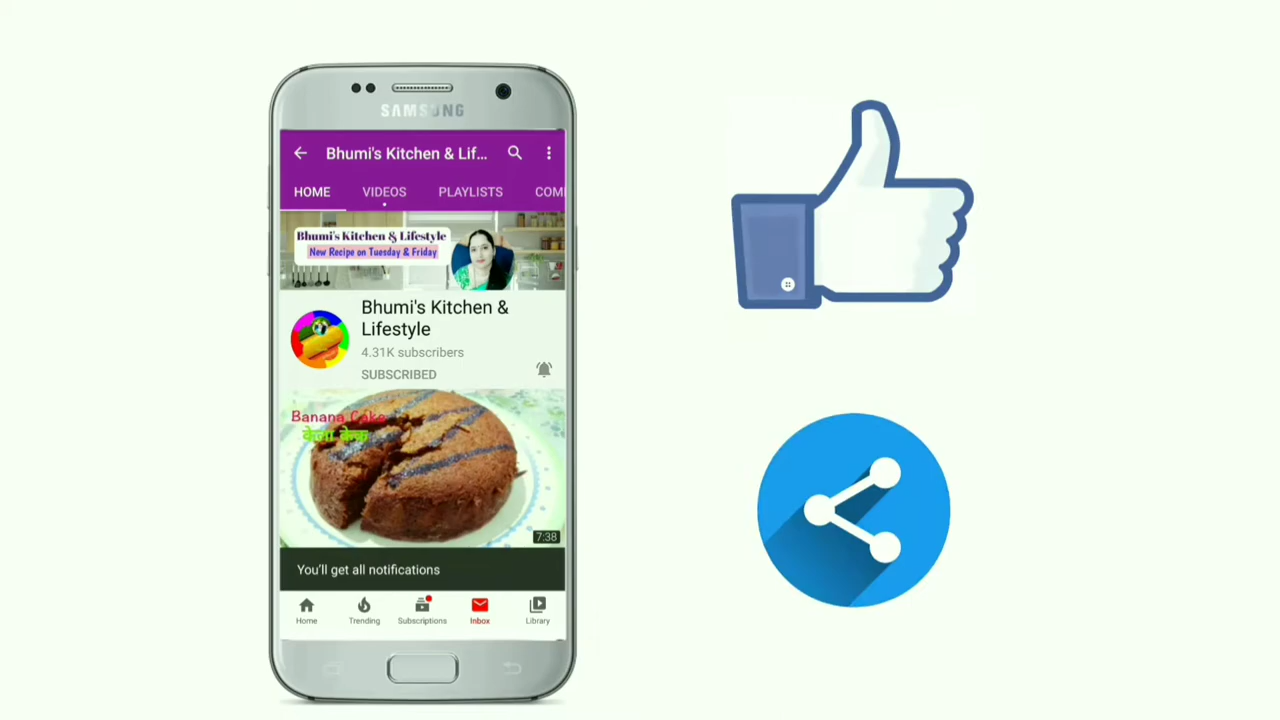 SAMSUNG
Bhumi's Kitchen & Lif...
HOME VIDEOS PLAYLISTS COM
Bhumi's Kitchen & Lifestyle
New Recipe on Tuesday & Friday
Bhumi's Kitchen &
Lifestyle
4.31K subscribers
SUBSCRIBED
Banana Cake
केला केक
7:38
You'll get all notifications
Home Trending Subscriptions Inbox Library